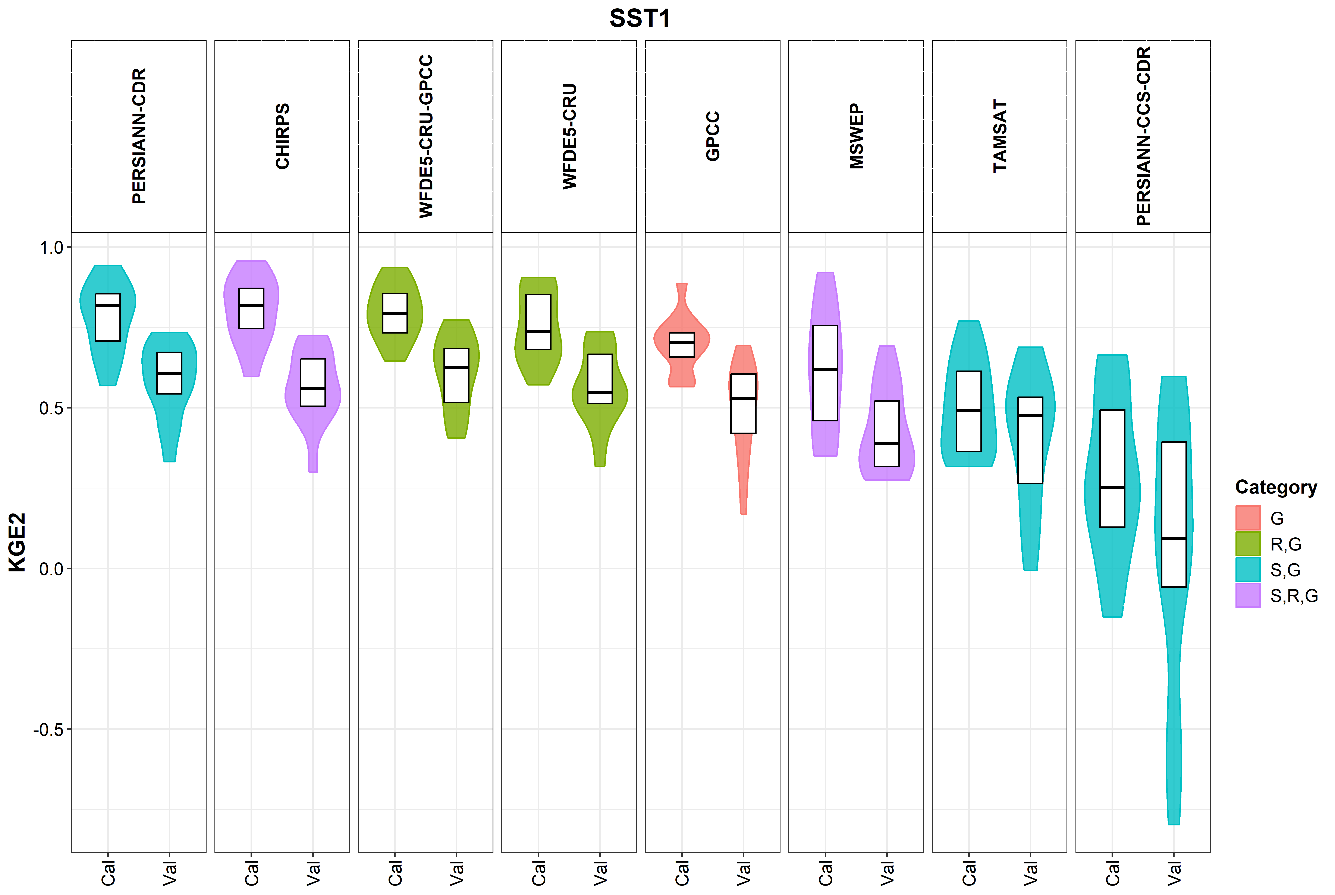 SST1
PERSIANN-CDR
CHIRPS
WFDE5-CRU-GPCC
WFDE5-CRU
GPCC
MSWEP
TAMSAT
PERSIANN-CCS-CDR
KGE2
1.0
0.5
0.0
-0.5
Cal
Val
Cal
Val
Cal
Val
Cal
Val
Cal
Val
Cal
Val
Cal
Val
Cal
Val
Category
G
R,G
S,G
S,R,G